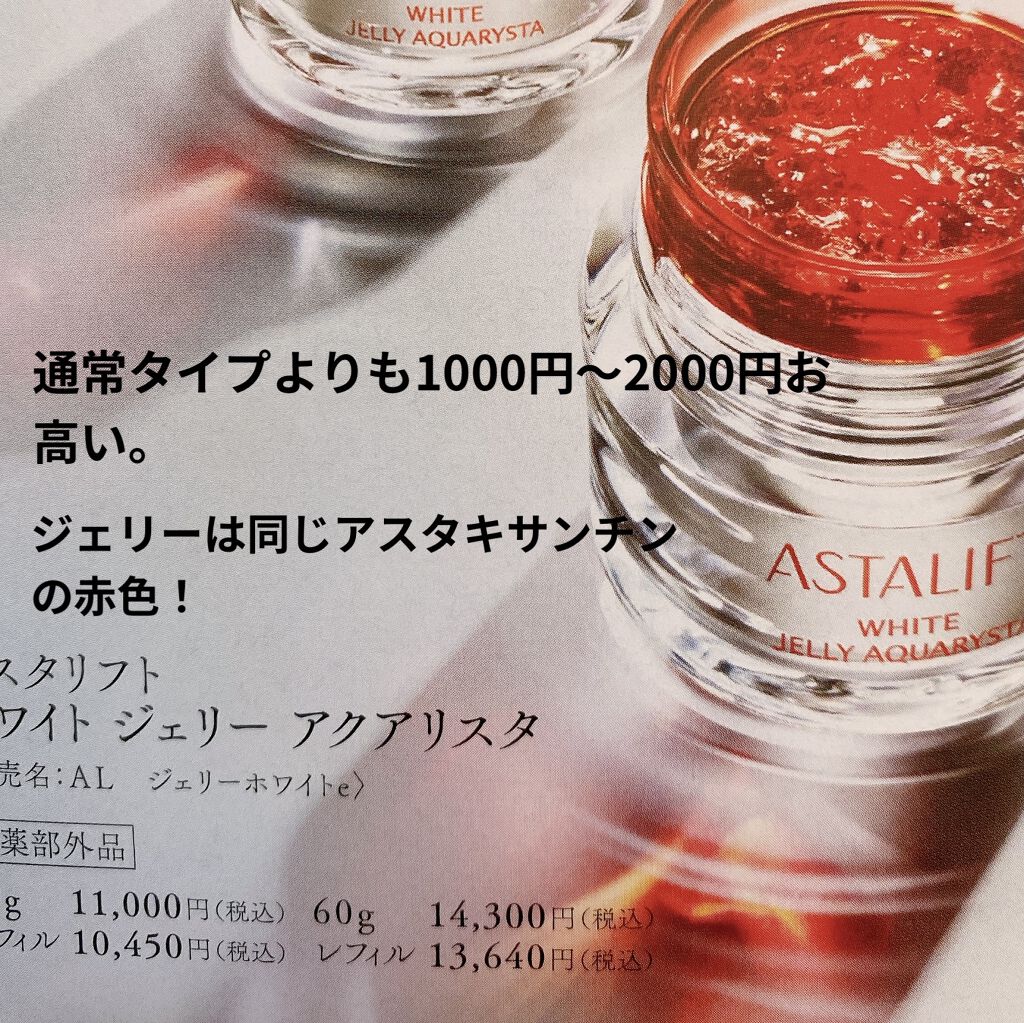 WHITE
JELLY AQUARYSTA
通常タイプよりも1000円〜2000円お
高い。
ジェリーは同じアスタキサンチン
の赤色！
ASTALIF
WHITE
JELLY AQUARYSTA
スタリフト
ワイト ジェリー アクアリスタ
売名：AL ジェリーホワイトe〉
薬部外品
g 11,000円（税込） 60g 14,300円（税込）
フィル 10,450円（税込） レフィル 13,640円（税込）